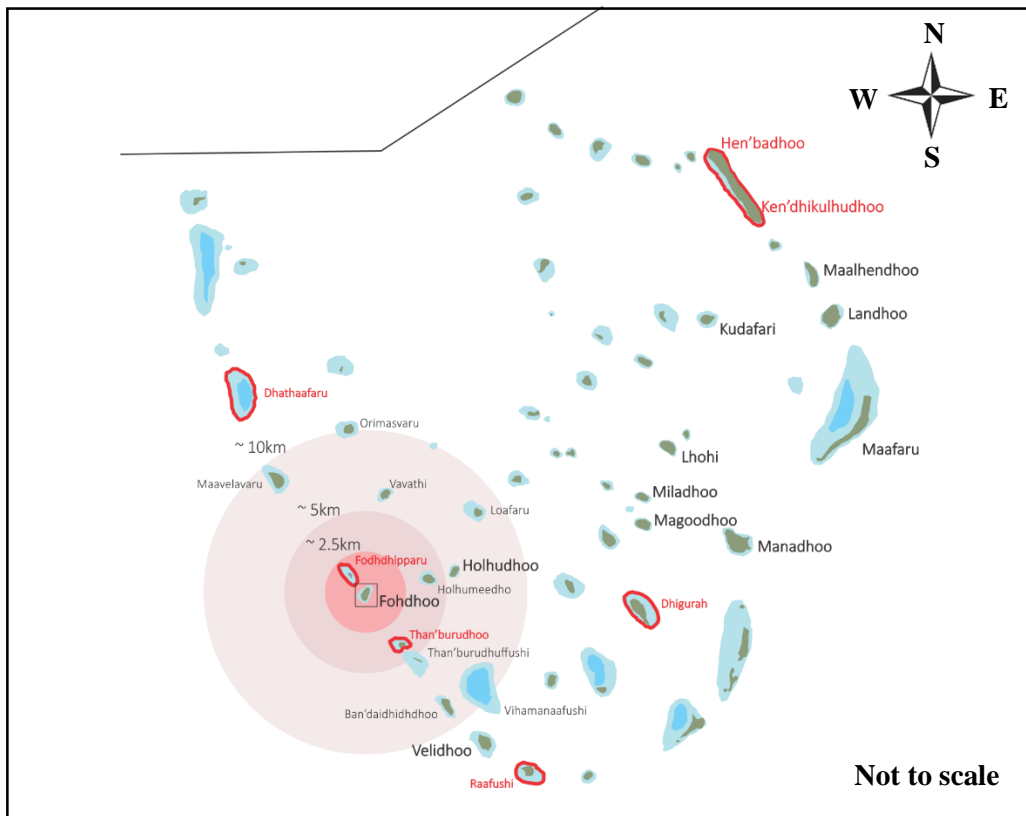 N
W
E
S
Hen'badhoo
Ken'dhikulhudhoo
Maalhendhoo
Landhoo
Kudafari
Dhathaafaru
Orimasvaru
~ 10km
Maafaru
Lhohi
Maavelavaru
Vavathi
Miladhoo
~ 5km
Loafaru
Magoodhoo
~ 2.5km
Manadhoo
Fodhdhipparu
Holhudhoo
Holhumeedho
Fohdhoo
Dhigurah
Than'burudhoo
Than'burudhuffushi
Ban'daidhidhdhoo
Vihamanaafushi
Velidhoo
Raafushi
Not to scale